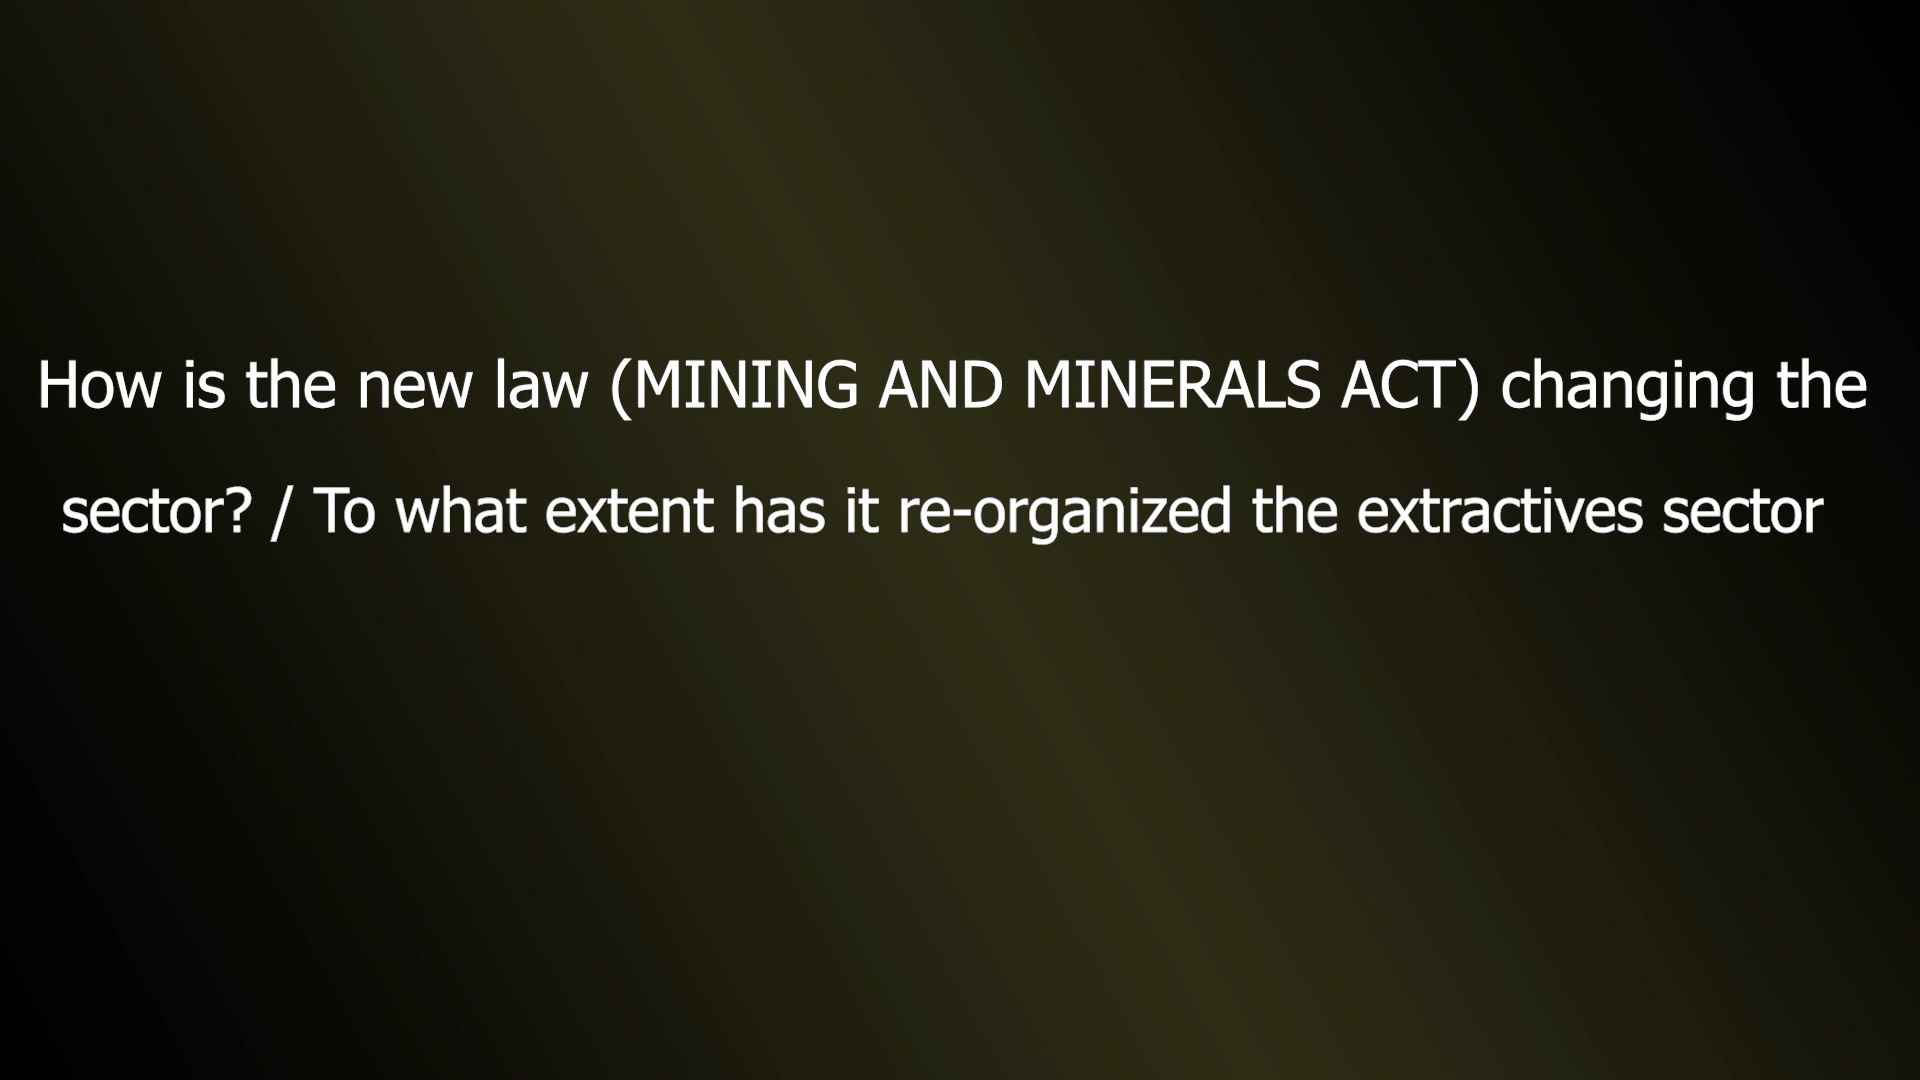 How is the new law (MINING AND MINERALS ACT) changing the
sector? / To what extent has it re-organized the extractives sector